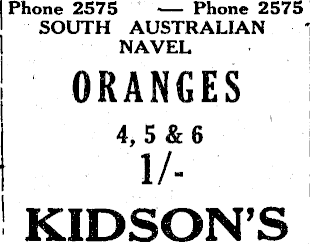 Phone 2575 — Phone 2575
SOUTH AUSTRALIAN
NAVEL
ORANGES
4, 5 & 6
1/-
KIDSON'S